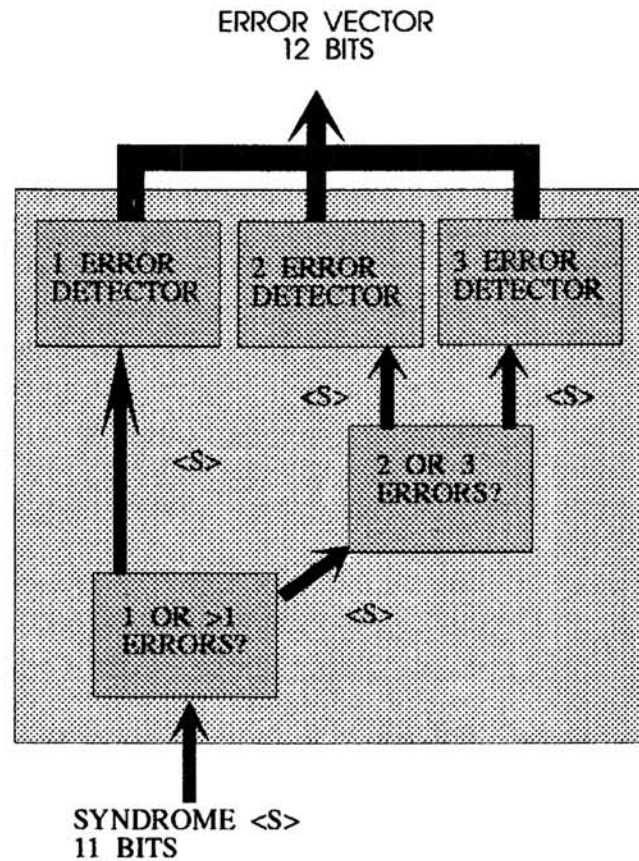 ERROR VECTOR
12 BITS
1 ERROR
DETECTOR
2 ERROR
DETECTOR
3 ERROR
DETECTOR
<S>
<S>
<S>
2 OR 3
ERRORS?
1 OR >1
ERRORS?
<S>
SYNDROME <S>
11 BITS